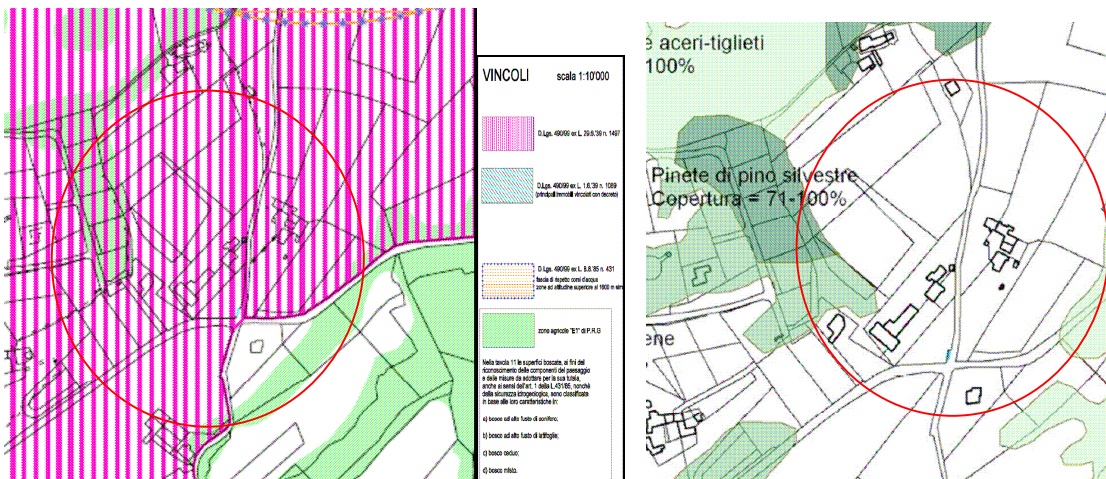 VINCOLI scala 1:10'000
D.Lgs. 490/99 ex L. 29.6.'39 n. 1497
D.Lgs. 490/99 ex L. 1.6.'39 n. 1089
(principali immobili vincolati con decreto)
D.Lgs. 490/99 ex L. 8.8.'85 n. 431
fascia di rispetto corsi d'acqua
zone ad altitudine superiore ai 1600 m slm
zone agricole "E1" di P.R.G
Nella tavola 11 le superfici boscate, ai fini del
riconoscimento delle componenti del paesaggio
e delle misure da adottare per la sua tutela,
anche ai sensi dell'art. 1 della L.431/85, nonché
della sicurezza idrogeologica, sono classificate
in base alle loro caratteristiche in:
a) bosco ad alto fusto di conifere;
b) bosco ad alto fusto di latifoglie;
c) bosco ceduo;
d) bosco misto.
e aceri-tiglieti
100%
Pinete di pino silvestre
Copertura = 71-100%
ene